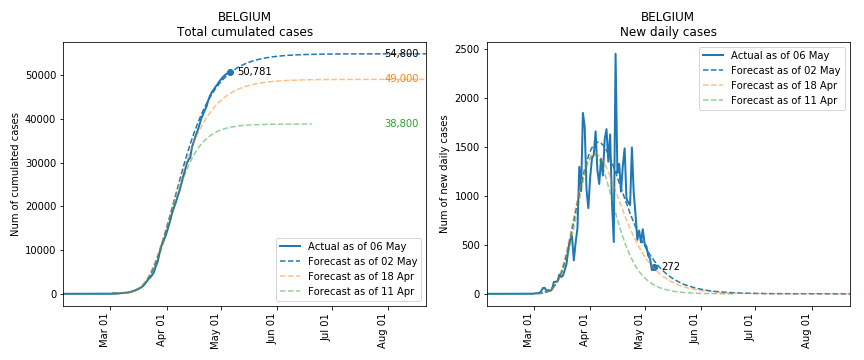 BELGIUM
Total cumulated cases
Num of cumulated cases
50000
40000
30000
20000
10000
0
54,800
50,781
49,000
38,800
Actual as of 06 May
Forecast as of 02 May
Forecast as of 18 Apr
Forecast as of 11 Apr
Mar 01
Apr 01
May 01
Jun 01
Jul 01
Aug 01
BELGIUM
New daily cases
Num of new daily cases
2500
2000
1500
1000
500
0
Actual as of 06 May
Forecast as of 02 May
Forecast as of 18 Apr
Forecast as of 11 Apr
272
Mar 01
Apr 01
May 01
Jun 01
Jul 01
Aug 01